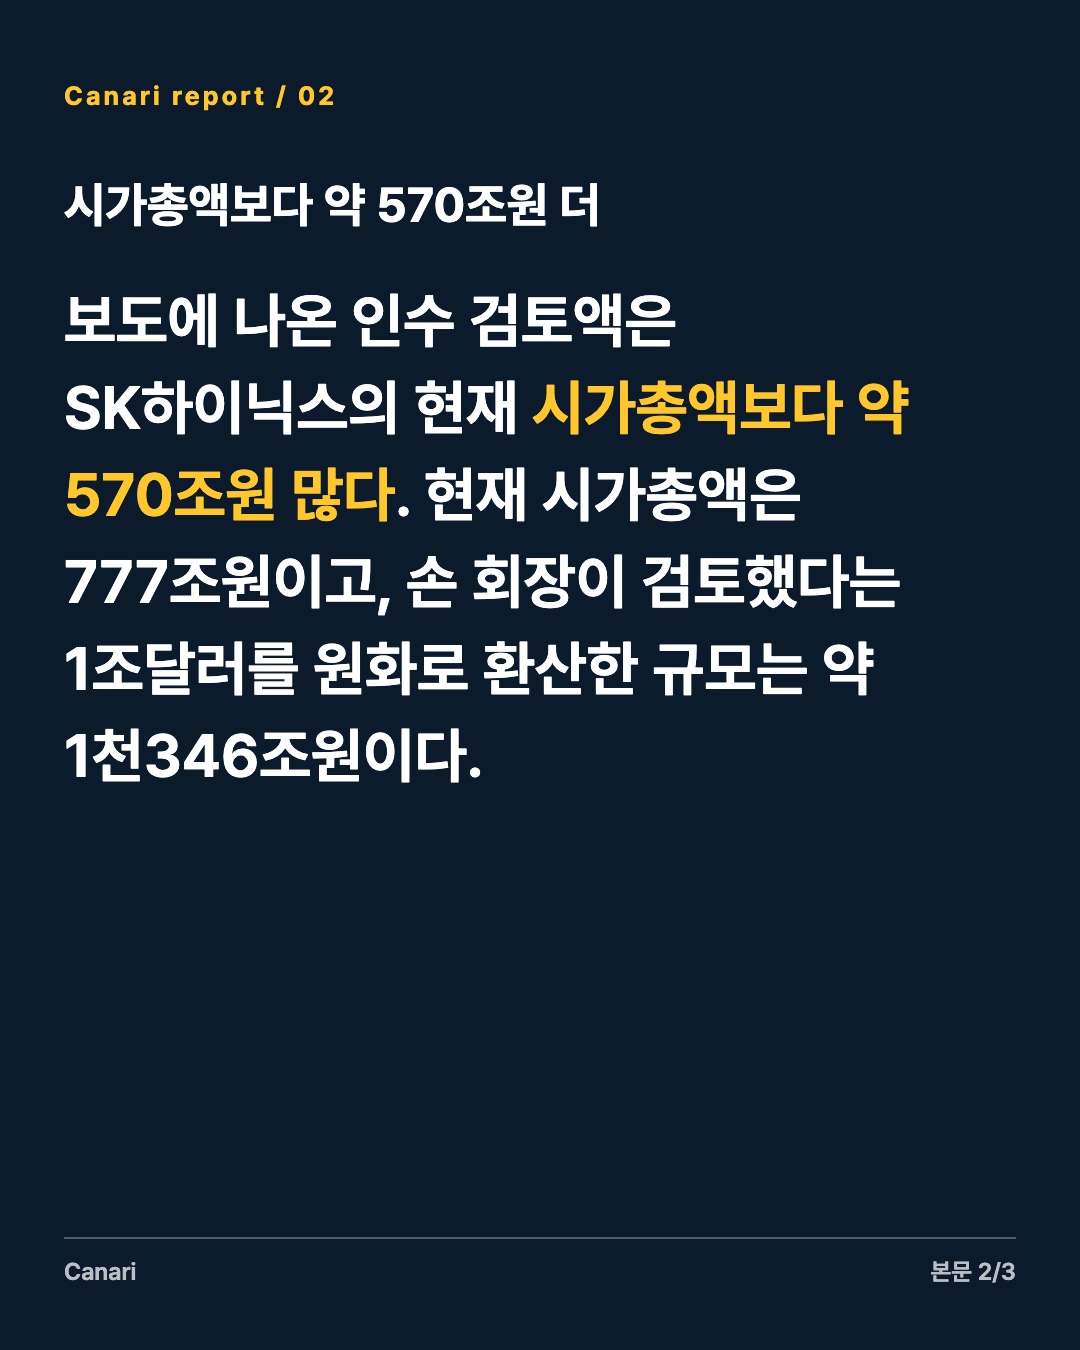 Canari report / 02
시가총액보다 약 570조원 더
보도에 나온 인수 검토액은
SK하이닉스의 현재 시가총액보다 약
570조원 많다. 현재 시가총액은
777조원이고, 손 회장이 검토했다는
1조달러를 원화로 환산한 규모는 약
1천346조원이다.
Canari
본문 2/3